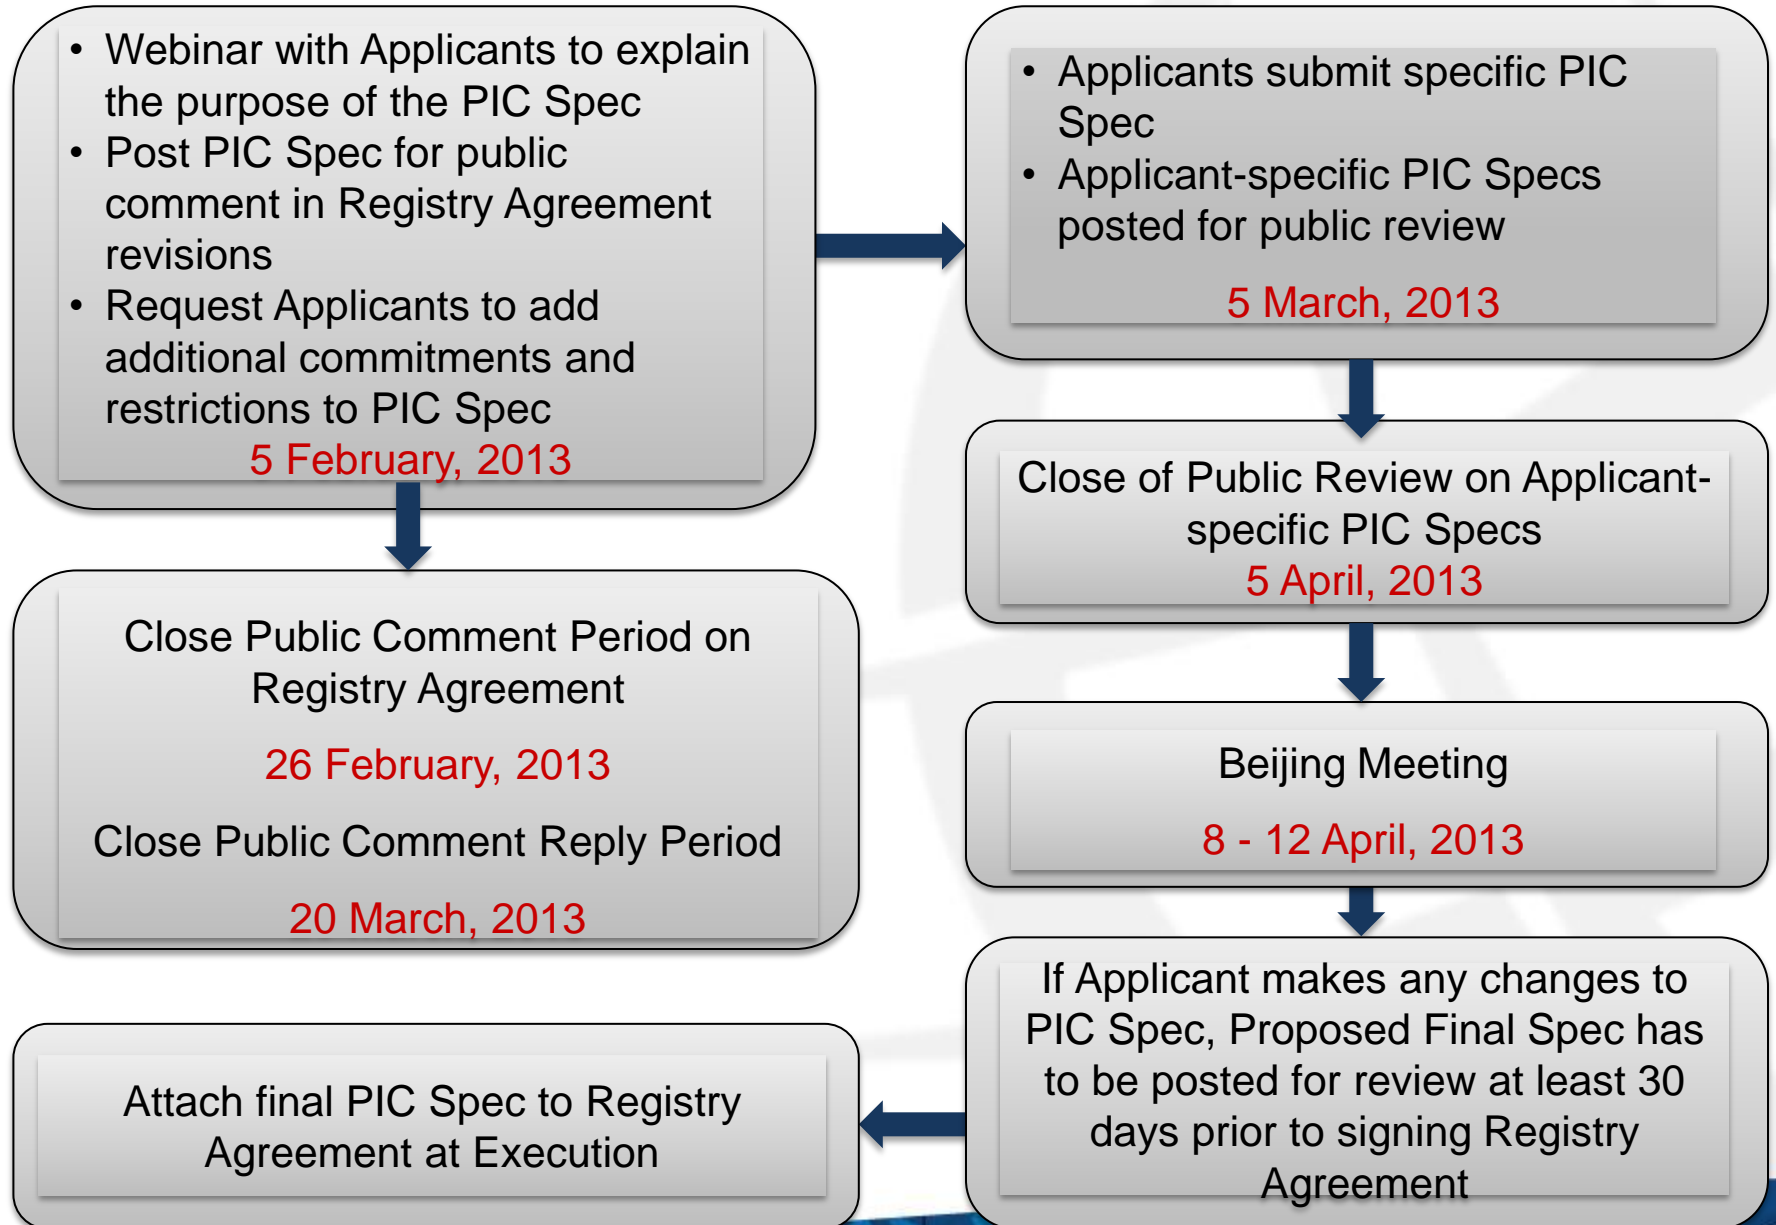 • Webinar with Applicants to explain
the purpose of the PIC Spec
• Post PIC Spec for public
comment in Registry Agreement
revisions
• Request Applicants to add
additional commitments and
restrictions to PIC Spec
5 February, 2013
Close Public Comment Period on
Registry Agreement
26 February, 2013
Close Public Comment Reply Period
20 March, 2013
• Applicants submit specific PIC
Spec
• Applicant-specific PIC Specs
posted for public review
5 March, 2013
Close of Public Review on Applicant-
specific PIC Specs
5 April, 2013
Beijing Meeting
8 - 12 April, 2013
If Applicant makes any changes to
PIC Spec, Proposed Final Spec has
to be posted for review at least 30
days prior to signing Registry
Agreement
Attach final PIC Spec to Registry
Agreement at Execution